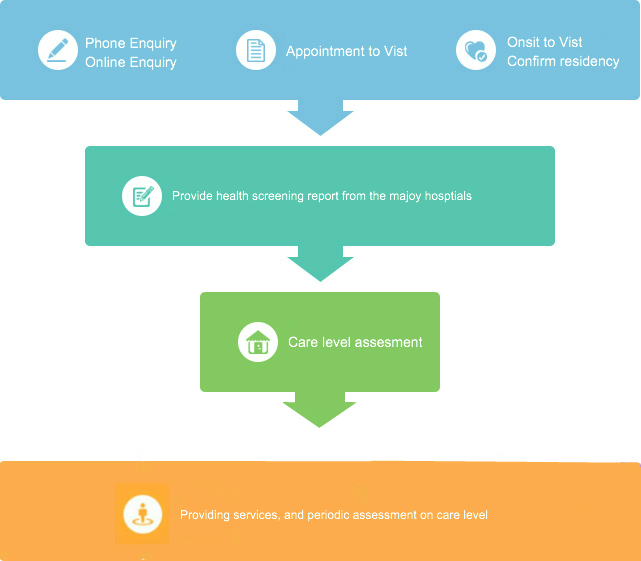 Phone Enquiry
Online Enquiry
Appointment to Vist
Onsit to Vist
Confirm residency
Provide health screening report from the majoy hosptials
Care level assesment
Providing services, and periodic assessment on care level